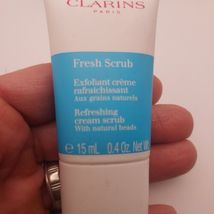 CLARINS
PARIS
Fresh Scrub
Exfoliant crème
rafraichissant
Aux grains naturels
Refreshing
cream scrub
With natural beads
e 15 mL 0.4 Oz. Net Wt.